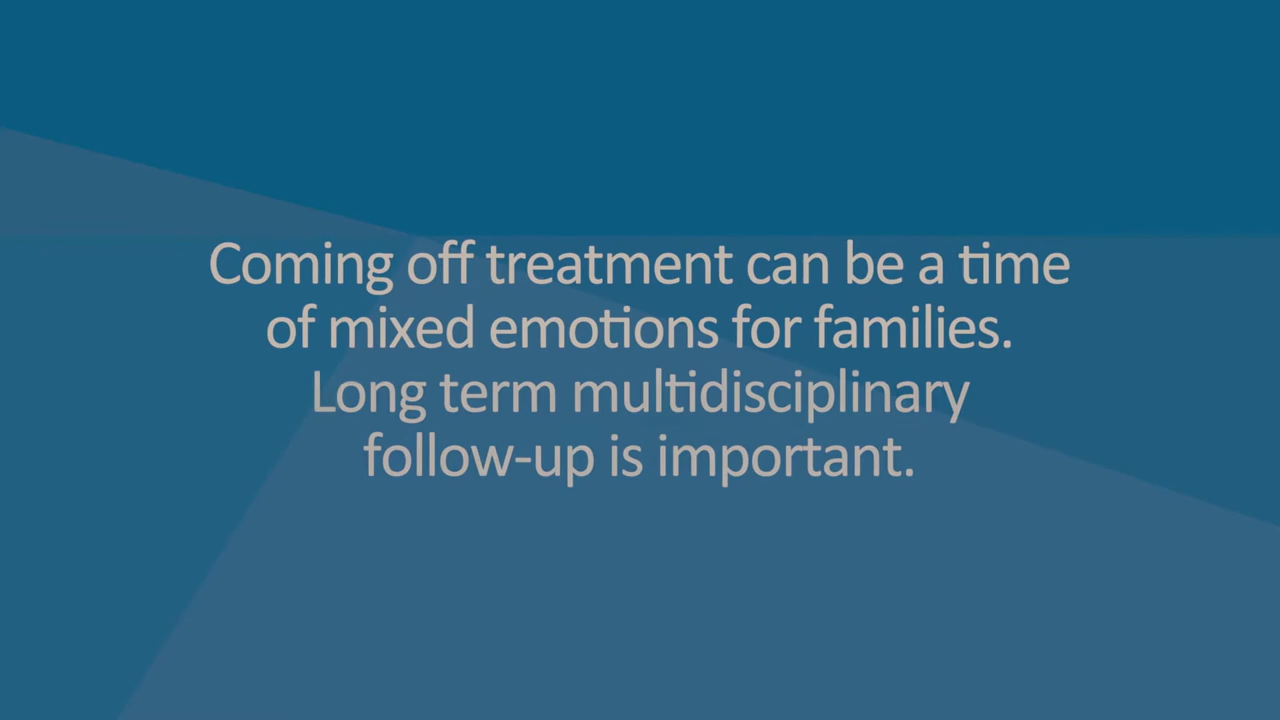 Coming off treatment can be a time
of mixed emotions for families.
Long term multidisciplinary
follow-up is important.